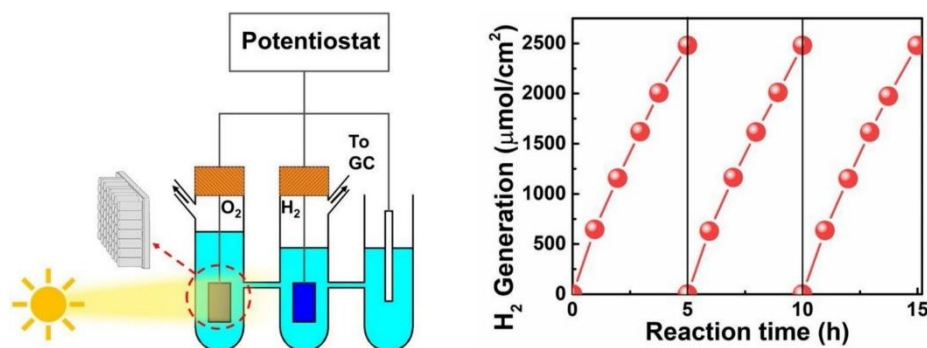 Potentiostat
To
GC
O₂
H₂
H₂ Generation (μmol/cm²)
2500
2000
1500
1000
500
0
0
5
10
15
Reaction time (h)